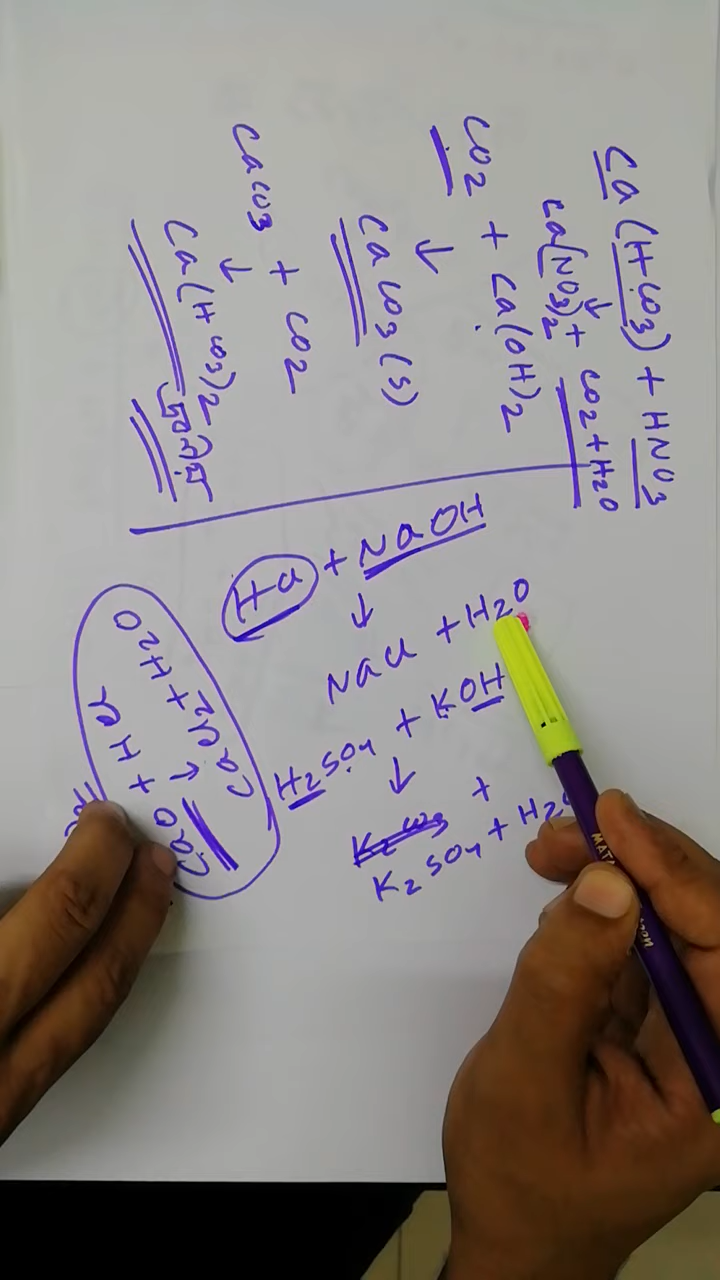 Ca(HCO3) + HNO3
↓
Ca(NO3)2 + CO2 + H2O
CO2 + Ca(OH)2
↓
CaCO3(s)
CaCO3 + CO2
↓
Ca(HCO3)2
HCl + NaOH
↓
NaCl + H2O
H2SO4 + KOH
↓
K2CO3 +
K2SO4 + H2O
CaO + HCl
↓
CaCl2 + H2O